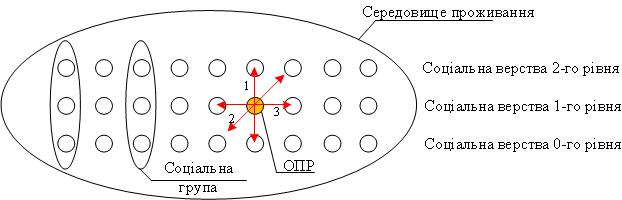 Середовище проживання
Соціальна верства 2-го рівня
1
Соціальна верства 1-го рівня
2
3
Соціальна верства 0-го рівня
Соціальна
група
ОПР